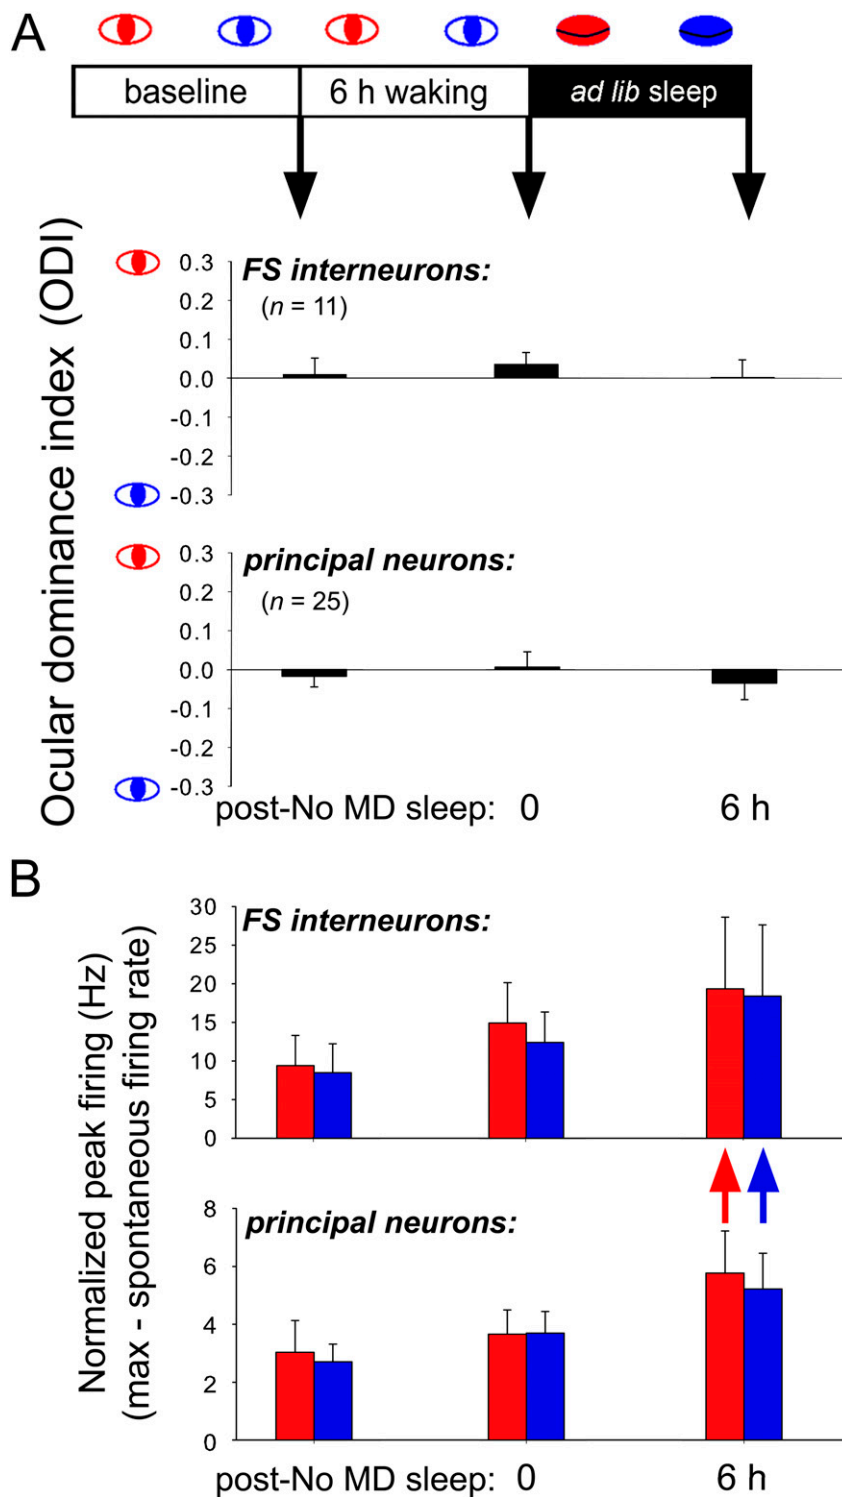 A
baseline
6 h waking
ad lib sleep
Ocular dominance index (ODI)
FS interneurons:
(n = 11)
0.3
0.2
0.1
0.0
-0.1
-0.2
-0.3
principal neurons:
(n = 25)
0.3
0.2
0.1
0.0
-0.1
-0.2
-0.3
post-No MD sleep: 0 6 h
B
Normalized peak firing (Hz)
(max - spontaneous firing rate)
FS interneurons:
30
25
20
15
10
5
0
principal neurons:
8
6
4
2
0
post-No MD sleep: 0 6 h